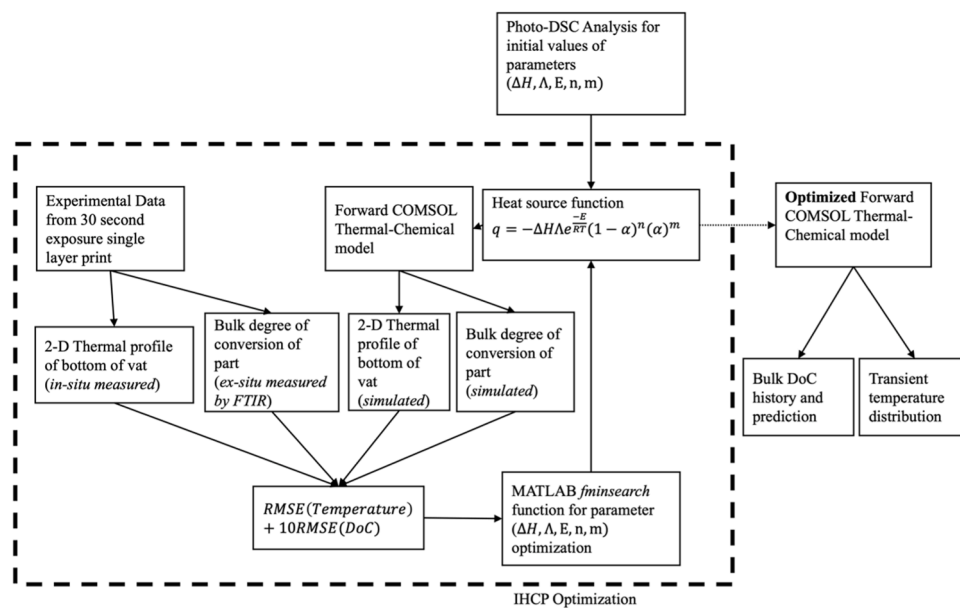 Photo-DSC Analysis for
initial values of
parameters
(ΔH, Λ, E, n, m)
Experimental Data
from 30 second
exposure single
layer print
Forward COMSOL
Thermal-Chemical
model
Heat source function
q = −ΔHΛe^{\frac{-E}{RT}}(1 − α)^n(α)^m
Optimized Forward
COMSOL Thermal-
Chemical model
2-D Thermal profile
of bottom of vat
(in-situ measured)
Bulk degree of
conversion of
part
(ex-situ measured
by FTIR)
2-D Thermal
profile of
bottom of
vat
(simulated)
Bulk degree of
conversion of
part
(simulated)
Bulk DoC
history and
prediction
Transient
temperature
distribution
RMSE(Temperature)
+ 10RMSE(DoC)
MATLAB fminsearch
function for parameter
(ΔH, Λ, E, n, m)
optimization
IHCP Optimization